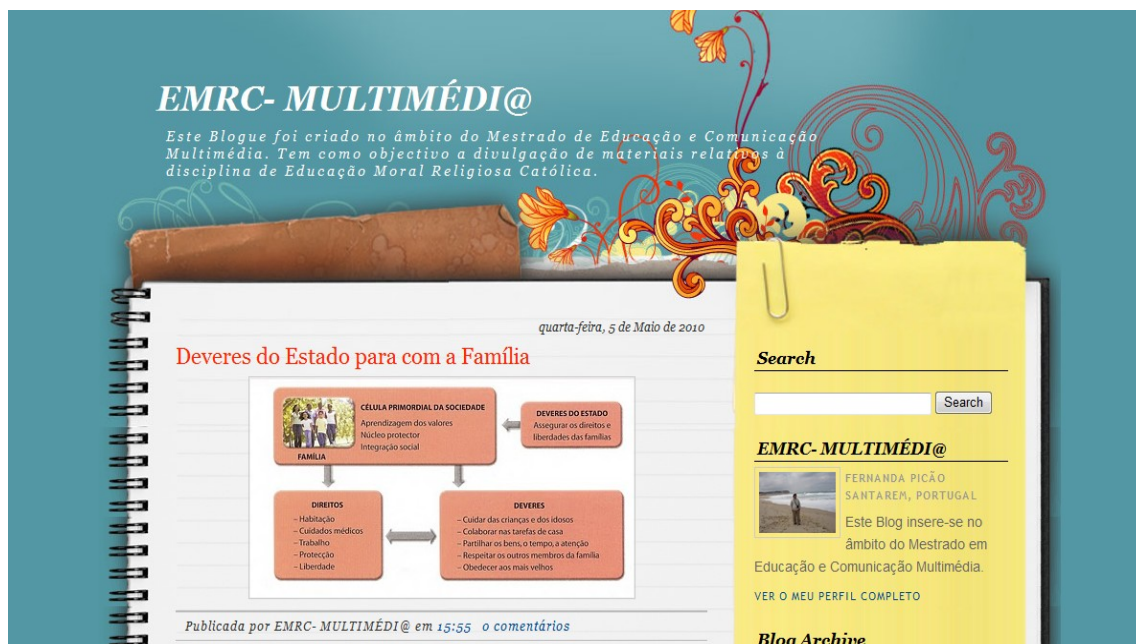 EMRC- MULTIMÉDI@
Este Blogue foi criado no âmbito do Mestrado de Educação e Comunicação
Multimédia. Tem como objectivo a divulgação de materiais relativos à
disciplina de Educação Moral Religiosa Católica.
quarta-feira, 5 de Maio de 2010
Deveres do Estado para com a Família
CÉLULA PRIMORDIAL DA SOCIEDADE
Aprendizagem dos valores
Núcleo protector
Integração social
FAMÍLIA
DEVERES DO ESTADO
Assegurar os direitos e
liberdades das famílias
DIREITOS
– Habitação
– Cuidados médicos
– Trabalho
– Protecção
– Liberdade
DEVERES
– Cuidar das crianças e dos idosos
– Colaborar nas tarefas de casa
– Partilhar os bens, o tempo, a atenção
– Respeitar os outros membros da família
– Obedecer aos mais velhos
Publicada por EMRC- MULTIMÉDI@ em 15:55 0 comentários
Search
Search
EMRC- MULTIMÉDI@
FERNANDA PICÃO
SANTAREM, PORTUGAL
Este Blog insere-se no
âmbito do Mestrado em
Educação e Comunicação Multimédia.
VER O MEU PERFIL COMPLETO
Blog Archive